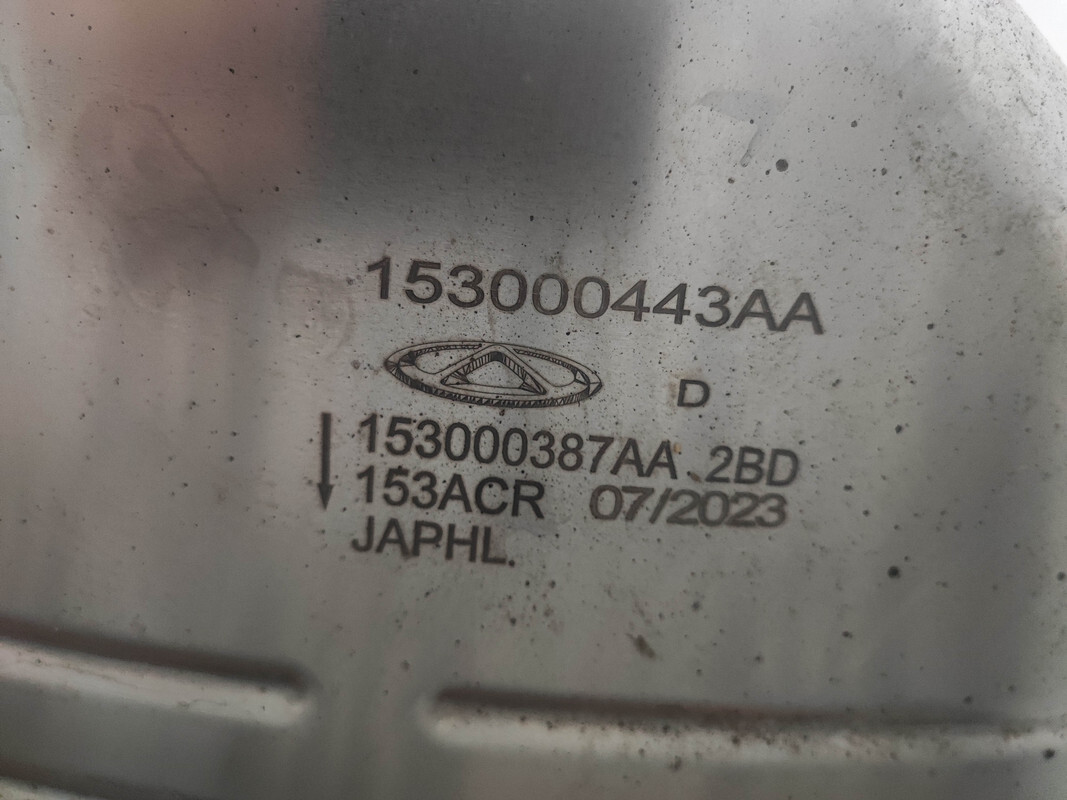 153000443AA
D
153000387AA 2BD
153ACR 07/2023
JAPHL